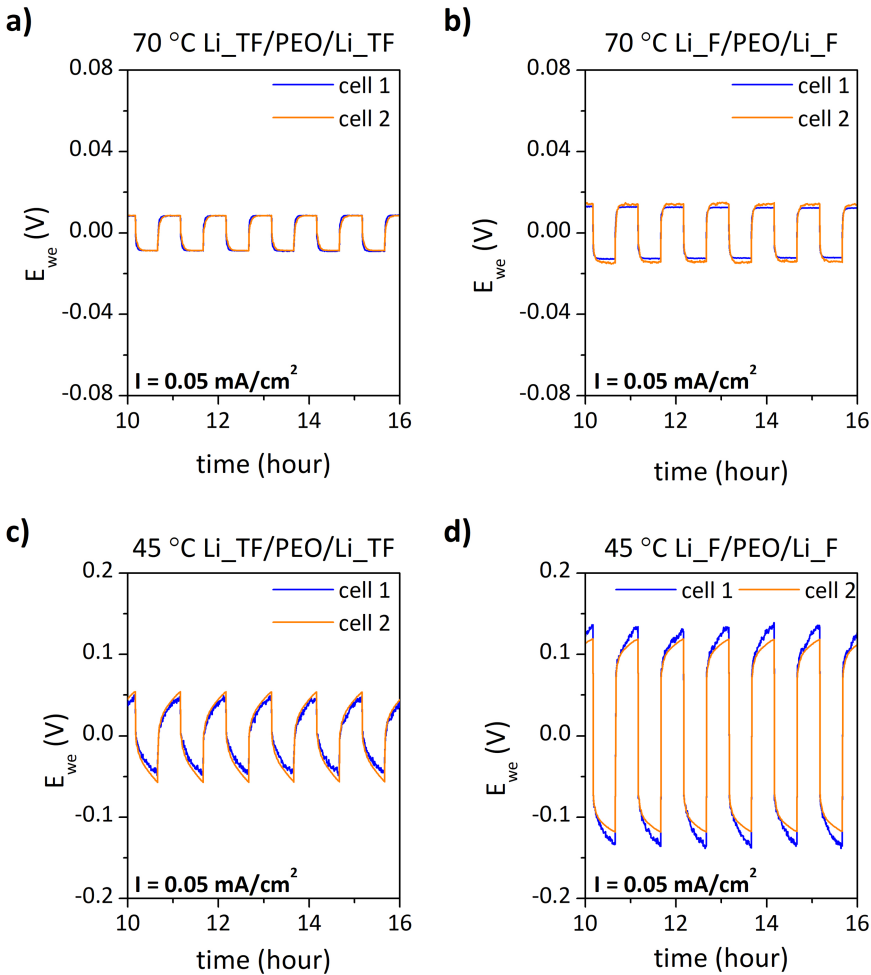 a)
70 °C Li_TF/PEO/Li_TF
0.08
0.04
0.00
-0.04
-0.08
E_we (V)
cell 1
cell 2
I = 0.05 mA/cm²
10 12 14 16
time (hour)
b)
70 °C Li_F/PEO/Li_F
0.08
0.04
0.00
-0.04
-0.08
E_we (V)
cell 1
cell 2
I = 0.05 mA/cm²
10 12 14 16
time (hour)
c)
45 °C Li_TF/PEO/Li_TF
0.2
0.1
0.0
-0.1
-0.2
E_we (V)
cell 1
cell 2
I = 0.05 mA/cm²
10 12 14 16
time (hour)
d)
45 °C Li_F/PEO/Li_F
0.2
0.1
0.0
-0.1
-0.2
E_we (V)
cell 1 cell 2
I = 0.05 mA/cm²
10 12 14 16
time (hour)